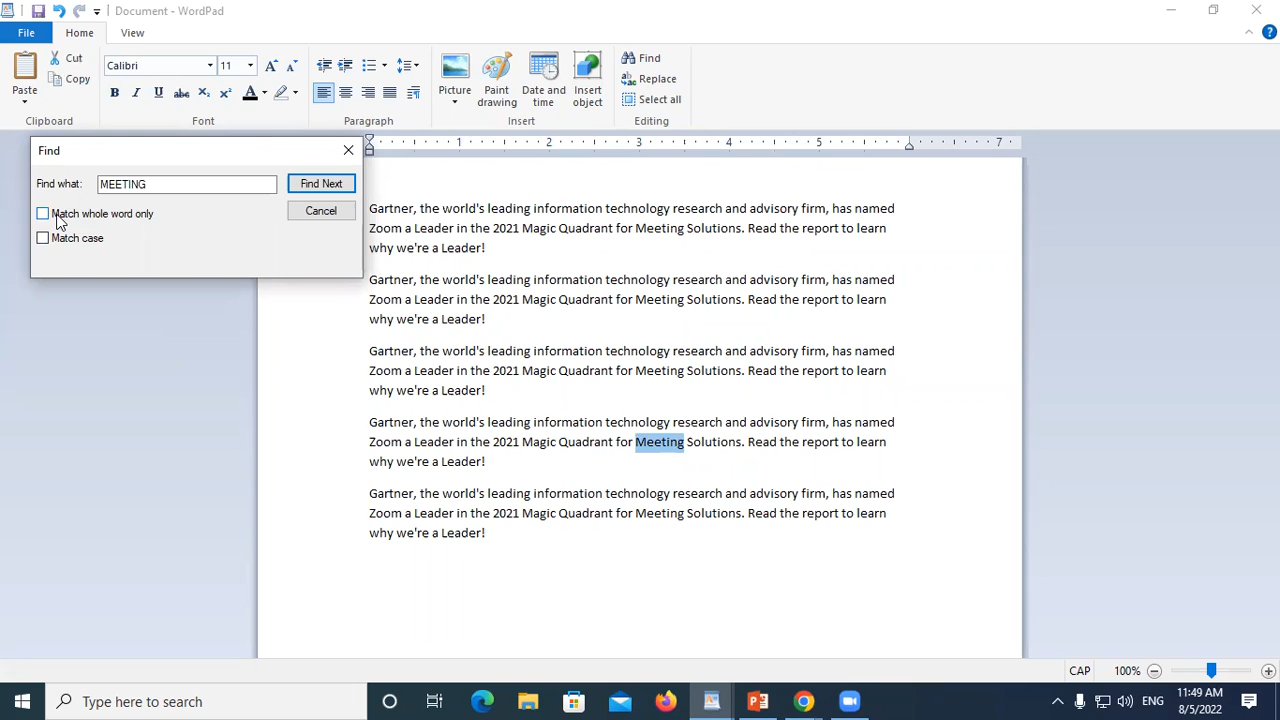 Document - WordPad
File Home View
Paste
Cut
Copy
Clipboard
Calibri 11
B I U abc X₂ X² A
Font
Paragraph
Picture
Paint drawing
Date and time
Insert object
Insert
Find
Replace
Select all
Editing
Find
Find what: MEETING Find Next
Match whole word only Cancel
Match case
1 2 3 4 5 7
Gartner, the world's leading information technology research and advisory firm, has named
Zoom a Leader in the 2021 Magic Quadrant for Meeting Solutions. Read the report to learn
why we're a Leader!
Gartner, the world's leading information technology research and advisory firm, has named
Zoom a Leader in the 2021 Magic Quadrant for Meeting Solutions. Read the report to learn
why we're a Leader!
Gartner, the world's leading information technology research and advisory firm, has named
Zoom a Leader in the 2021 Magic Quadrant for Meeting Solutions. Read the report to learn
why we're a Leader!
Gartner, the world's leading information technology research and advisory firm, has named
Zoom a Leader in the 2021 Magic Quadrant for Meeting Solutions. Read the report to learn
why we're a Leader!
Gartner, the world's leading information technology research and advisory firm, has named
Zoom a Leader in the 2021 Magic Quadrant for Meeting Solutions. Read the report to learn
why we're a Leader!
CAP 100%
Type here to search
ENG
11:49 AM
8/5/2022